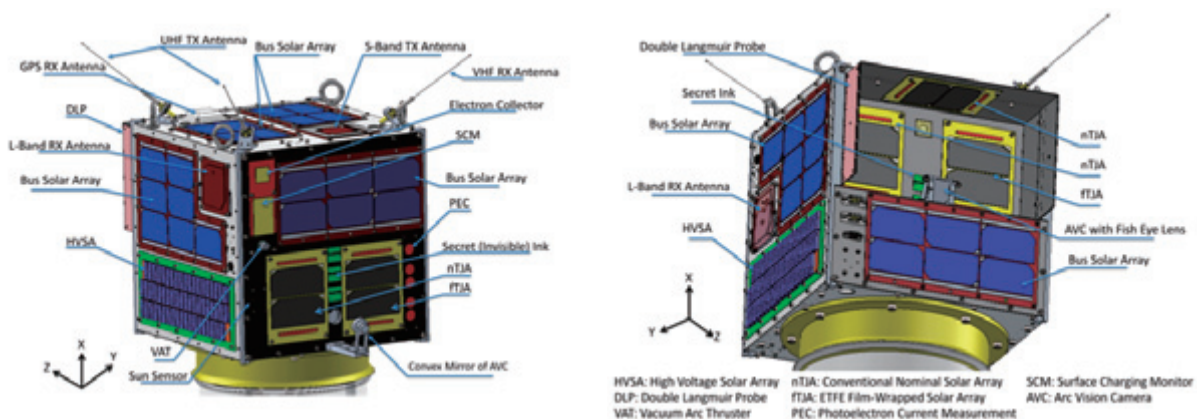 UHF TX Antenna
Bus Solar Array
S-Band TX Antenna
GPS RX Antenna
VHF RX Antenna
DLP
Electron Collector
SCM
L-Band RX Antenna
Bus Solar Array
Bus Solar Array
PEC
HVSA
Secret (Invisible) Ink
nTJA
fTJA
VAT
Sun Sensor
Convex Mirror of AVC
X
Z
Y
Double Langmuir Probe
Secret Ink
Bus Solar Array
nTJA
nTJA
L-Band RX Antenna
fTJA
HVSA
AVC with Fish Eye Lens
Bus Solar Array
X
Y
Z
HVSA: High Voltage Solar Array nTJA: Conventional Nominal Solar Array SCM: Surface Charging Monitor
DLP: Double Langmuir Probe fTJA: ETFE Film-Wrapped Solar Array AVC: Arc Vision Camera
VAT: Vacuum Arc Thruster PEC: Photoelectron Current Measurement